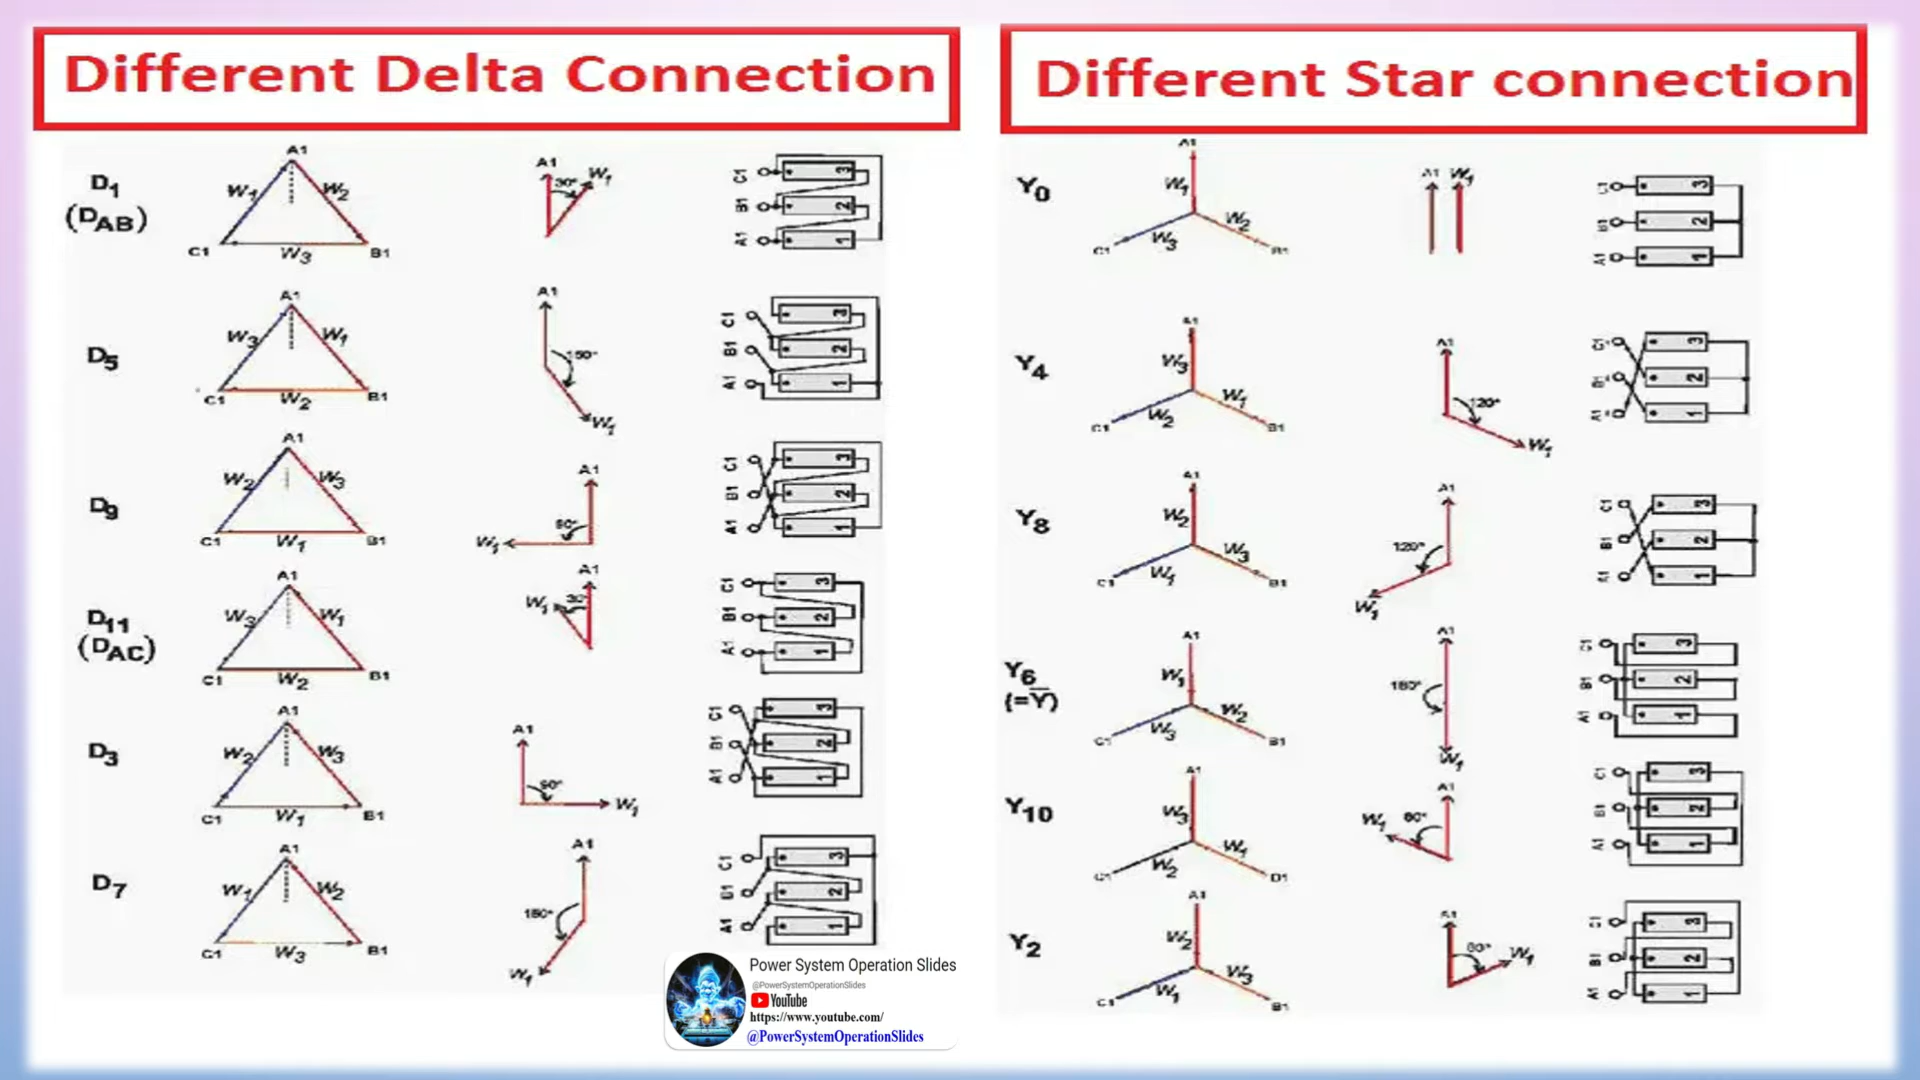 Different Delta Connection
D1
(DAB)
A1
W1
W2
C1
W3
B1
A1
30°
W1
C1
B1
A1
3
2
1
D5
A1
W3
W1
C1
W2
B1
A1
150°
W1
C1
B1
A1
3
2
1
D9
A1
W2
W3
C1
W1
B1
A1
W1
C1
B1
A1
3
2
1
D11
(DAC)
A1
W3
W1
C1
W2
B1
A1
W1
30°
C1
B1
A1
3
2
1
D3
A1
W2
W3
C1
W1
B1
A1
90°
W1
C1
B1
A1
3
2
1
D7
A1
W1
W2
C1
W3
B1
A1
W1
C1
B1
A1
3
2
1
Power System Operation Slides
@PowerSystemOperationSlides
YouTube
https://www.youtube.com/
@PowerSystemOperationSlides
Different Star connection
Y0
A1
W1
W2
W3
C1
B1
A1
W1
C1
B1
A1
3
2
1
Y4
A1
W3
W1
W2
C1
B1
A1
120°
W1
C1
B1
A1
3
2
1
Y8
A1
W2
W3
W1
C1
B1
A1
120°
W1
C1
B1
A1
3
2
1
Y6
(=Y̅)
A1
W1
W2
W3
C1
B1
A1
180°
W1
C1
B1
A1
3
2
1
Y10
A1
W3
W1
W2
C1
A1
W1
60°
C1
B1
A1
3
2
1
Y2
A1
W2
W3
W1
C1
B1
A1
60°
W1
C1
B1
A1
3
2
1